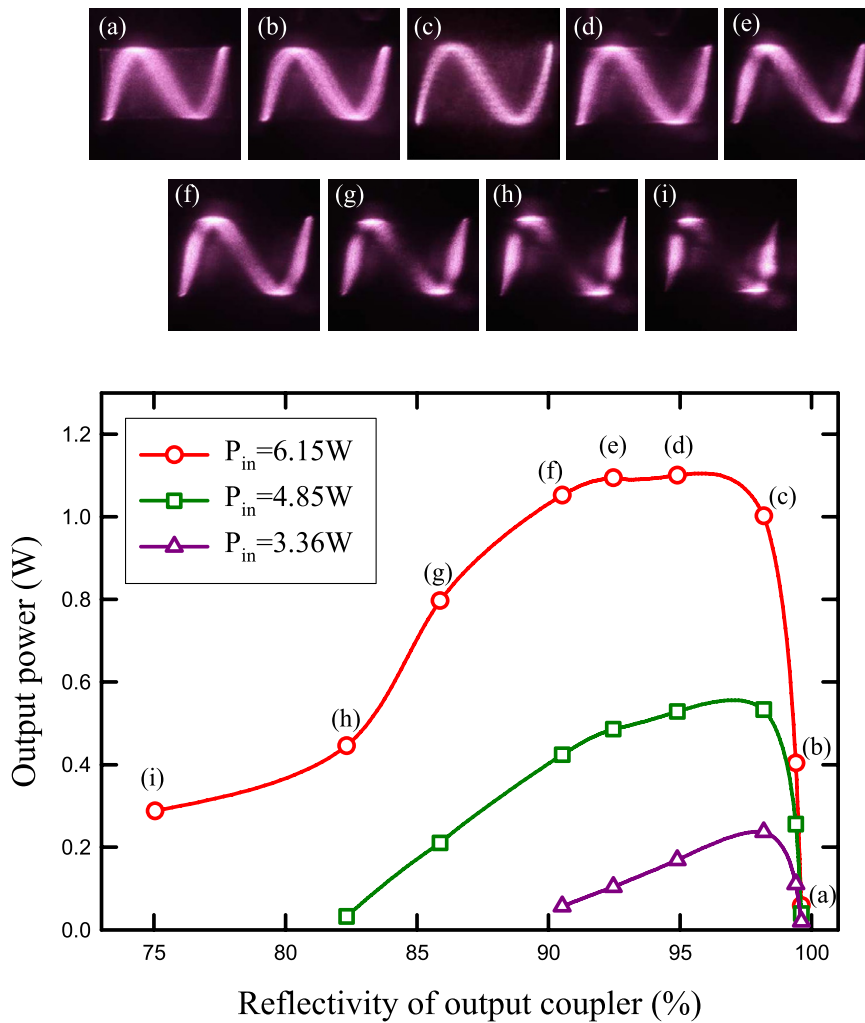 (a) (b) (c) (d) (e)
(f) (g) (h) (i)
P_in=6.15W
P_in=4.85W
P_in=3.36W
(i) (h) (g) (f) (e) (d) (c) (b) (a)
Output power (W)
1.2
1.0
0.8
0.6
0.4
0.2
0.0
75 80 85 90 95 100
Reflectivity of output coupler (%)